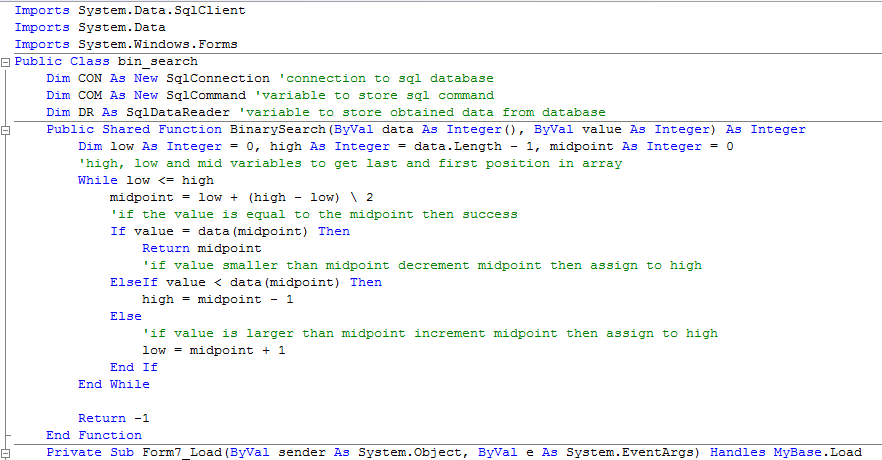 Imports System.Data.SqlClient
Imports System.Data
Imports System.Windows.Forms
Public Class bin_search
    Dim CON As New SqlConnection 'connection to sql database
    Dim COM As New SqlCommand 'variable to store sql command
    Dim DR As SqlDataReader 'variable to store obtained data from database
    Public Shared Function BinarySearch(ByVal data As Integer(), ByVal value As Integer) As Integer
        Dim low As Integer = 0, high As Integer = data.Length - 1, midpoint As Integer = 0
        'high, low and mid variables to get last and first position in array
        While low <= high
            midpoint = low + (high - low) \ 2
            'if the value is equal to the midpoint then success
            If value = data(midpoint) Then
                Return midpoint
                'if value smaller than midpoint decrement midpoint then assign to high
            ElseIf value < data(midpoint) Then
                high = midpoint - 1
            Else
                'if value is larger than midpoint increment midpoint then assign to high
                low = midpoint + 1
            End If
        End While

        Return -1
    End Function
    Private Sub Form7_Load(ByVal sender As System.Object, ByVal e As System.EventArgs) Handles MyBase.Load